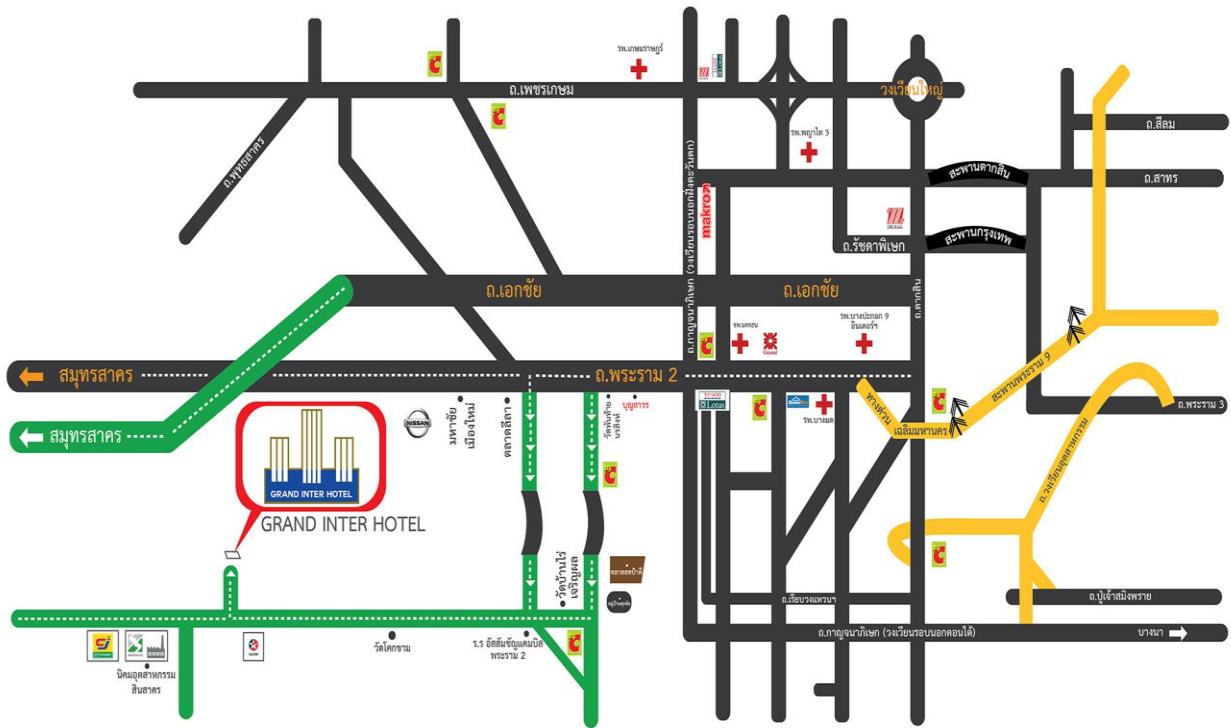 รพ.เกษมราษฎร์
ถ.เพชรเกษม
วงเวียนใหญ่
ถ.สีลม
รพ.พญาไท 3
ถ.พุทธสาคร
สะพานตากสิน
ถ.สาทร
ถ.กาญจนาภิเษก (วงเวียนรอบนอกฝั่งตะวันตก)
makro
สะพานกรุงเทพ
ถ.รัชดาพิเษก
ถ.เอกชัย
ถ.เอกชัย
ถ.ตากสิน
รพ.นครธน
รพ.บางปะกอก 9
อินเตอร์ฯ
สะพานพระราม 9
สมุทรสาคร
ถ.พระราม 2
ทางด่วน
เฉลิมมหานคร
ถ.พระราม 3
สมุทรสาคร
NISSAN
มหาชัย
เมืองใหม่
ตลาดลีลา
บุญถาวร
TESCO
Lotus
รพ.บางมด
ถ.วงเวียนอุตสาหกรรม
GRAND INTER HOTEL
GRAND INTER HOTEL
วัดบ้านไร่
เจริญผล
ถ.เรียบวงแหวนฯ
ถ.ปู่เจ้าสมิงพราย
ถ.กาญจนาภิเษก (วงเวียนรอบนอกตอนใต้)
บางนา
วัดโคกขาม
ร.ร อัสสัมชัญแคมปัส
พระราม 2
นิคมอุตสาหกรรม
สินสาคร